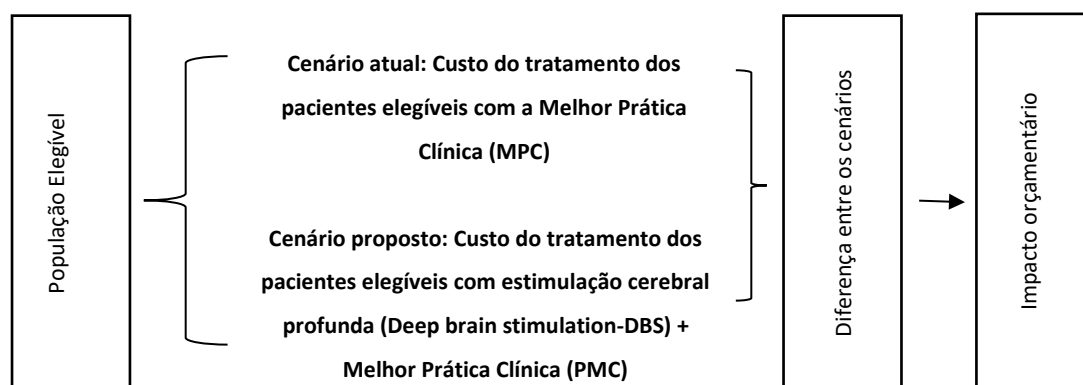 População Elegível
Cenário atual: Custo do tratamento dos
pacientes elegíveis com a Melhor Prática
Clínica (MPC)
Cenário proposto: Custo do tratamento dos
pacientes elegíveis com estimulação cerebral
profunda (Deep brain stimulation-DBS) +
Melhor Prática Clínica (PMC)
Diferença entre os cenários
Impacto orçamentário